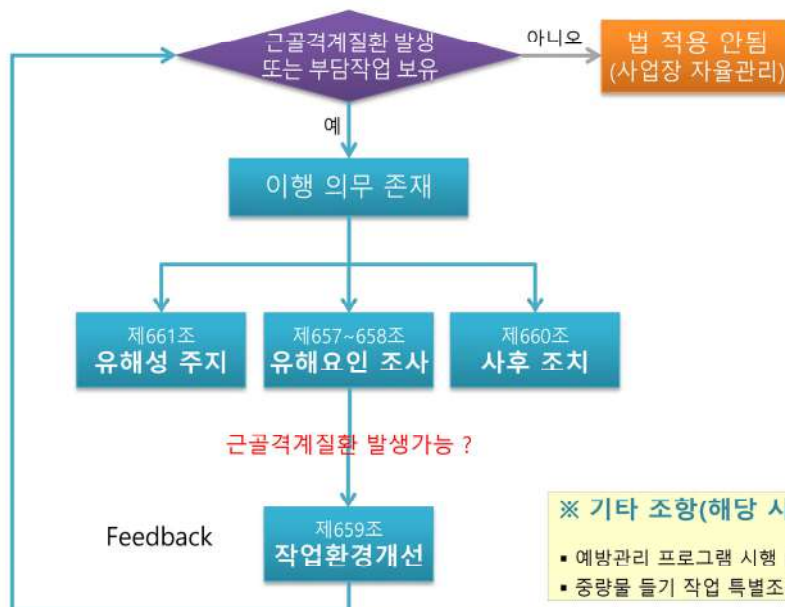 근골격계질환 발생
또는 부담작업 보유
아니오
법 적용 안됨
(사업장 자율관리)
예
이행 의무 존재
제661조
유해성 주지
제657~658조
유해요인 조사
제660조
사후 조치
근골격계질환 발생가능 ?
Feedback
제659조
작업환경개선
※ 기타 조항(해당 사
▪ 예방관리 프로그램 시행
▪ 중량물 들기 작업 특별조